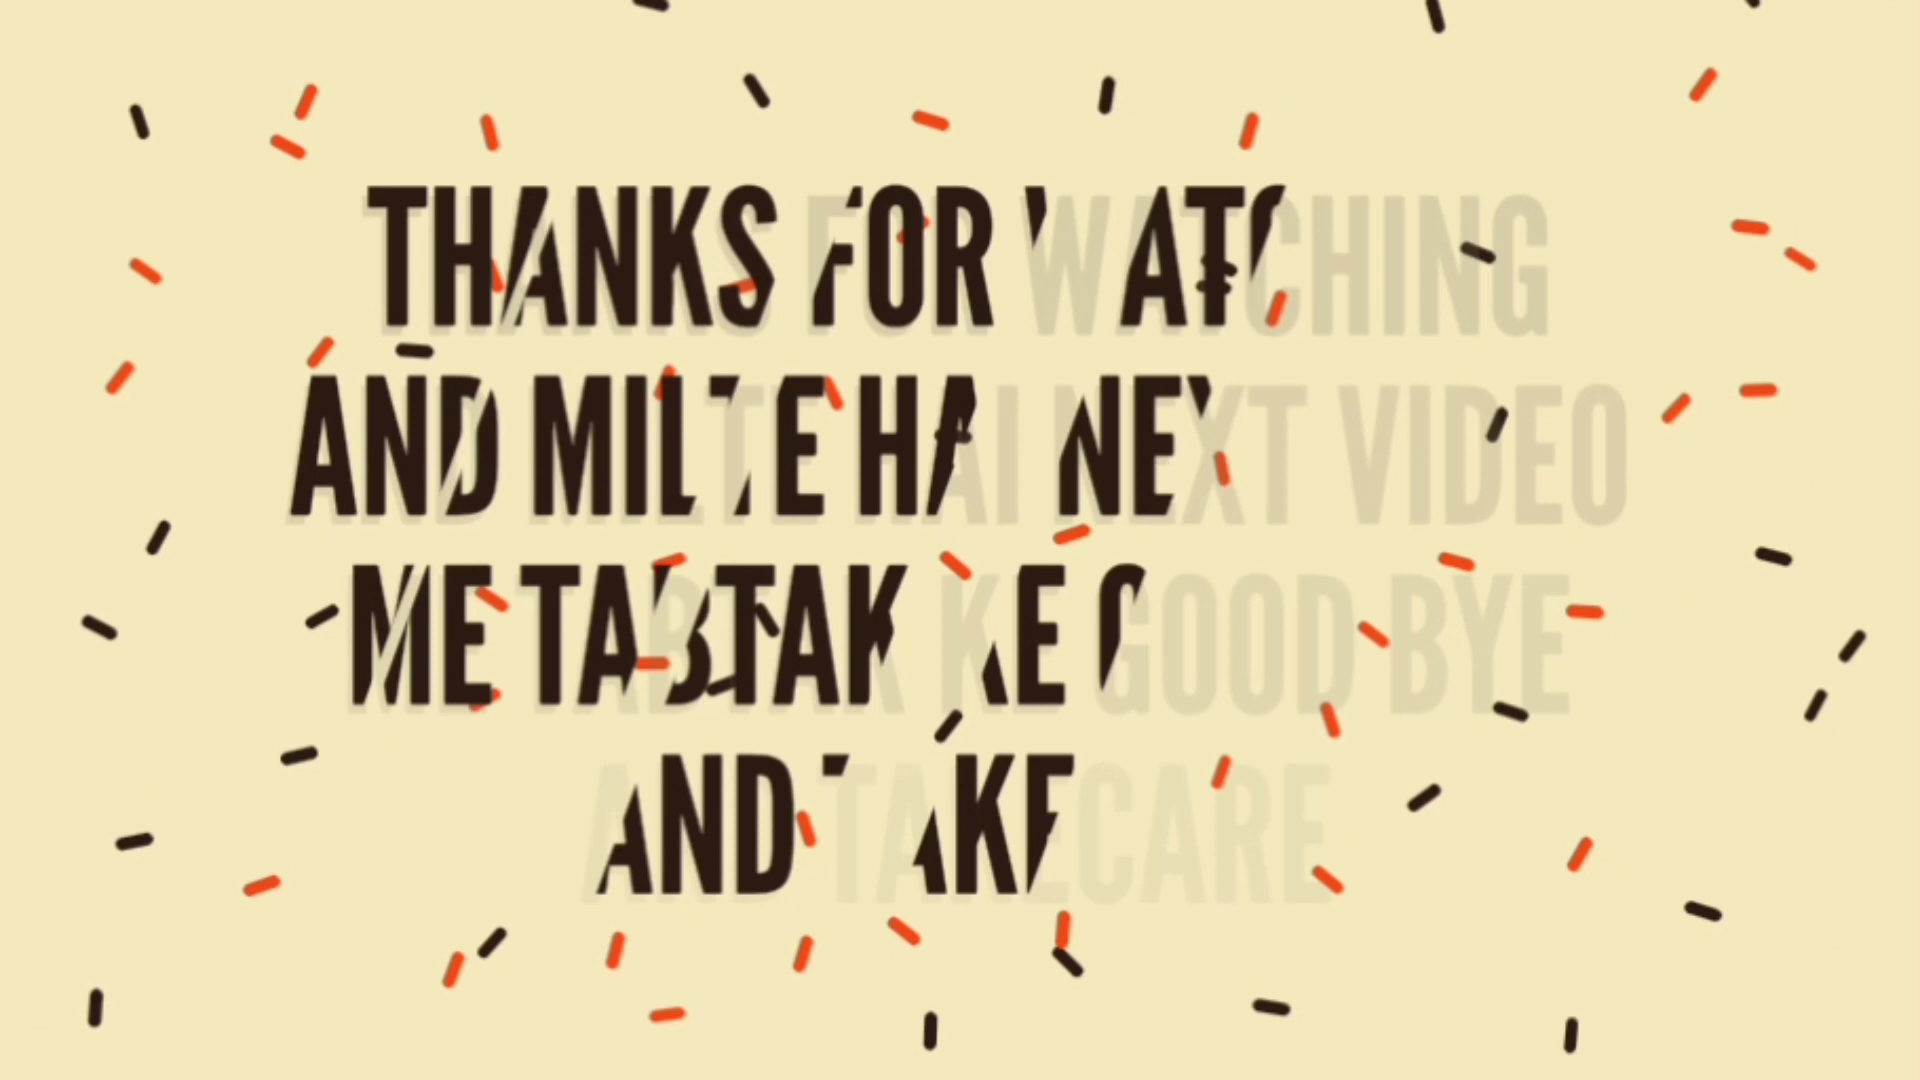 THANKS FOR WATCHING
AND MILTE HAI NEXT VIDEO
ME TABTAK KE GOOD BYE
AND TAKECARE